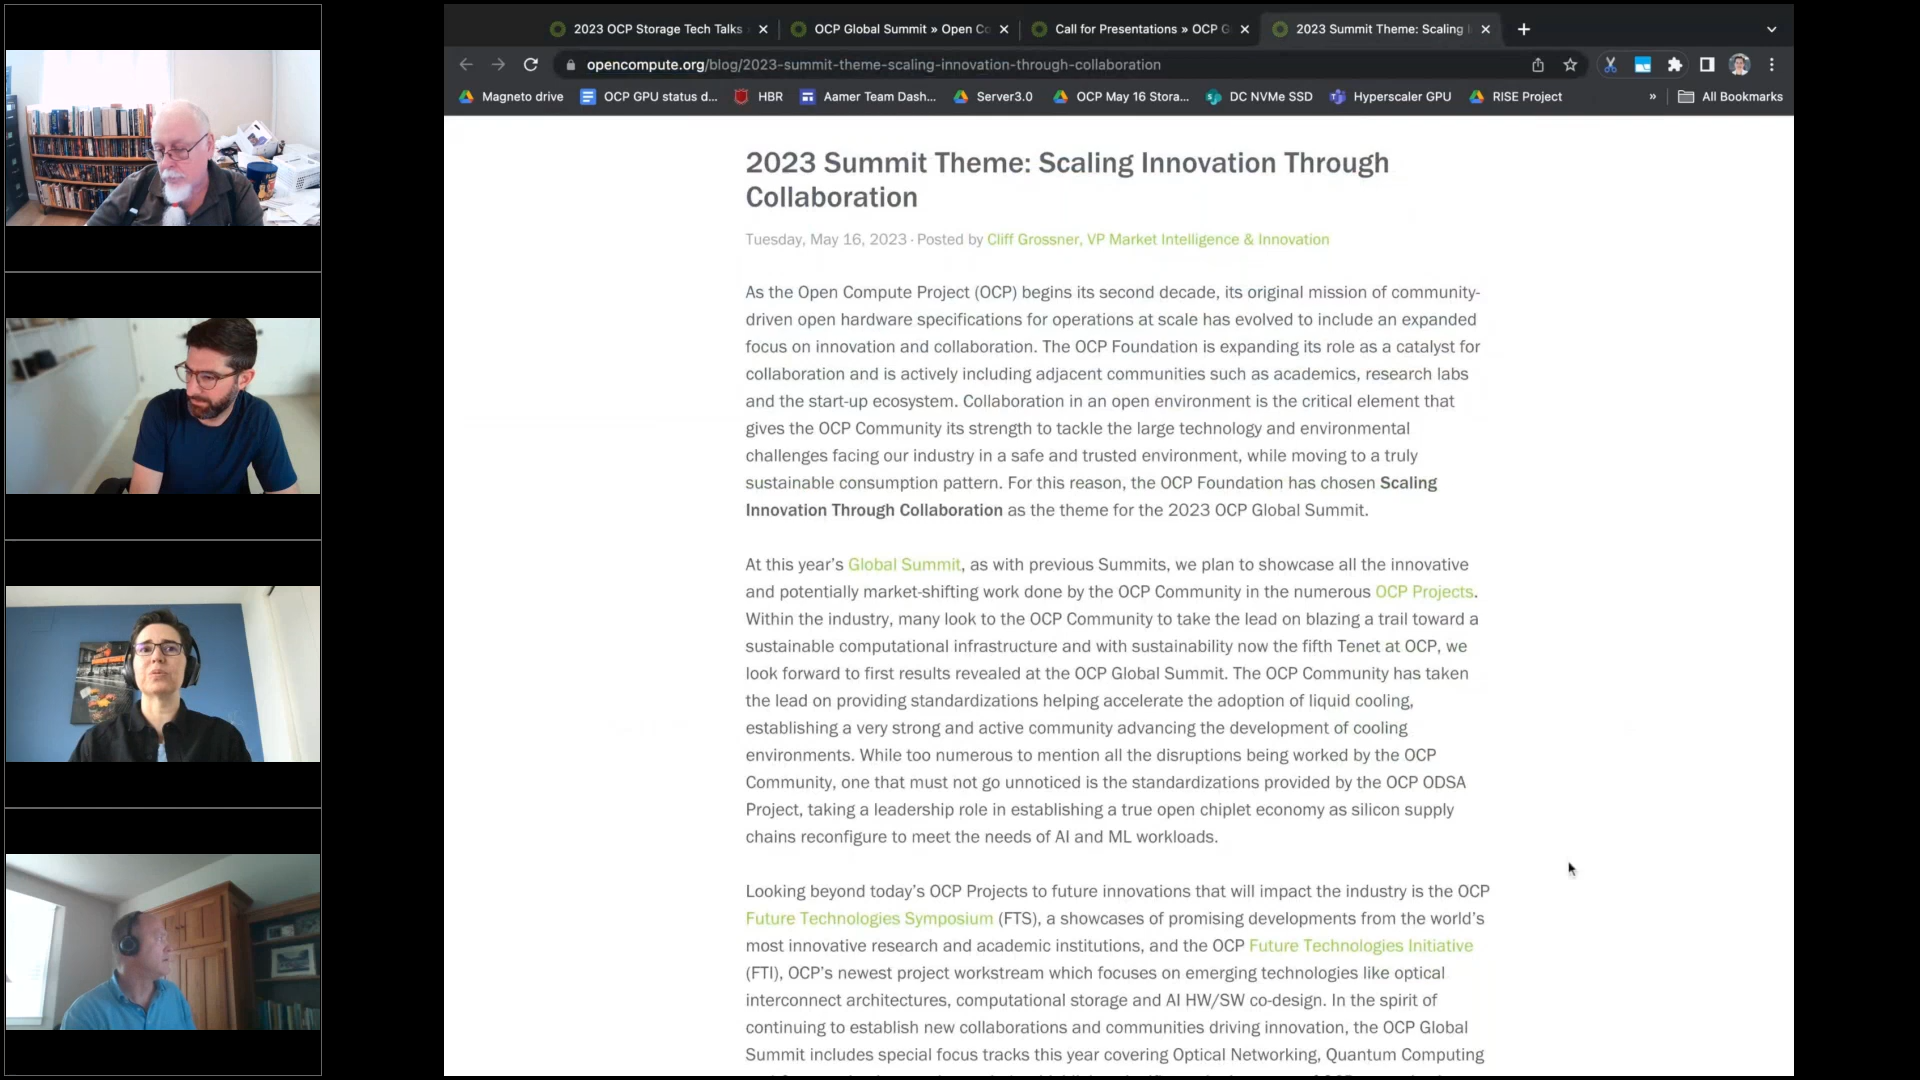 2023 OCP Storage Tech Talks
OCP Global Summit » Open Co
Call for Presentations » OCP G
2023 Summit Theme: Scaling I
opencompute.org/blog/2023-summit-theme-scaling-innovation-through-collaboration
Magneto drive
OCP GPU status d...
HBR
Aamer Team Dash...
Server3.0
OCP May 16 Stora...
DC NVMe SSD
Hyperscaler GPU
RISE Project
»
All Bookmarks
2023 Summit Theme: Scaling Innovation Through
Collaboration
Tuesday, May 16, 2023 · Posted by Cliff Grossner, VP Market Intelligence & Innovation
As the Open Compute Project (OCP) begins its second decade, its original mission of community-
driven open hardware specifications for operations at scale has evolved to include an expanded
focus on innovation and collaboration. The OCP Foundation is expanding its role as a catalyst for
collaboration and is actively including adjacent communities such as academics, research labs
and the start-up ecosystem. Collaboration in an open environment is the critical element that
gives the OCP Community its strength to tackle the large technology and environmental
challenges facing our industry in a safe and trusted environment, while moving to a truly
sustainable consumption pattern. For this reason, the OCP Foundation has chosen Scaling
Innovation Through Collaboration as the theme for the 2023 OCP Global Summit.
At this year's Global Summit, as with previous Summits, we plan to showcase all the innovative
and potentially market-shifting work done by the OCP Community in the numerous OCP Projects.
Within the industry, many look to the OCP Community to take the lead on blazing a trail toward a
sustainable computational infrastructure and with sustainability now the fifth Tenet at OCP, we
look forward to first results revealed at the OCP Global Summit. The OCP Community has taken
the lead on providing standardizations helping accelerate the adoption of liquid cooling,
establishing a very strong and active community advancing the development of cooling
environments. While too numerous to mention all the disruptions being worked by the OCP
Community, one that must not go unnoticed is the standardizations provided by the OCP ODSA
Project, taking a leadership role in establishing a true open chiplet economy as silicon supply
chains reconfigure to meet the needs of AI and ML workloads.
Looking beyond today's OCP Projects to future innovations that will impact the industry is the OCP
Future Technologies Symposium (FTS), a showcases of promising developments from the world's
most innovative research and academic institutions, and the OCP Future Technologies Initiative
(FTI), OCP's newest project workstream which focuses on emerging technologies like optical
interconnect architectures, computational storage and AI HW/SW co-design. In the spirit of
continuing to establish new collaborations and communities driving innovation, the OCP Global
Summit includes special focus tracks this year covering Optical Networking, Quantum Computing